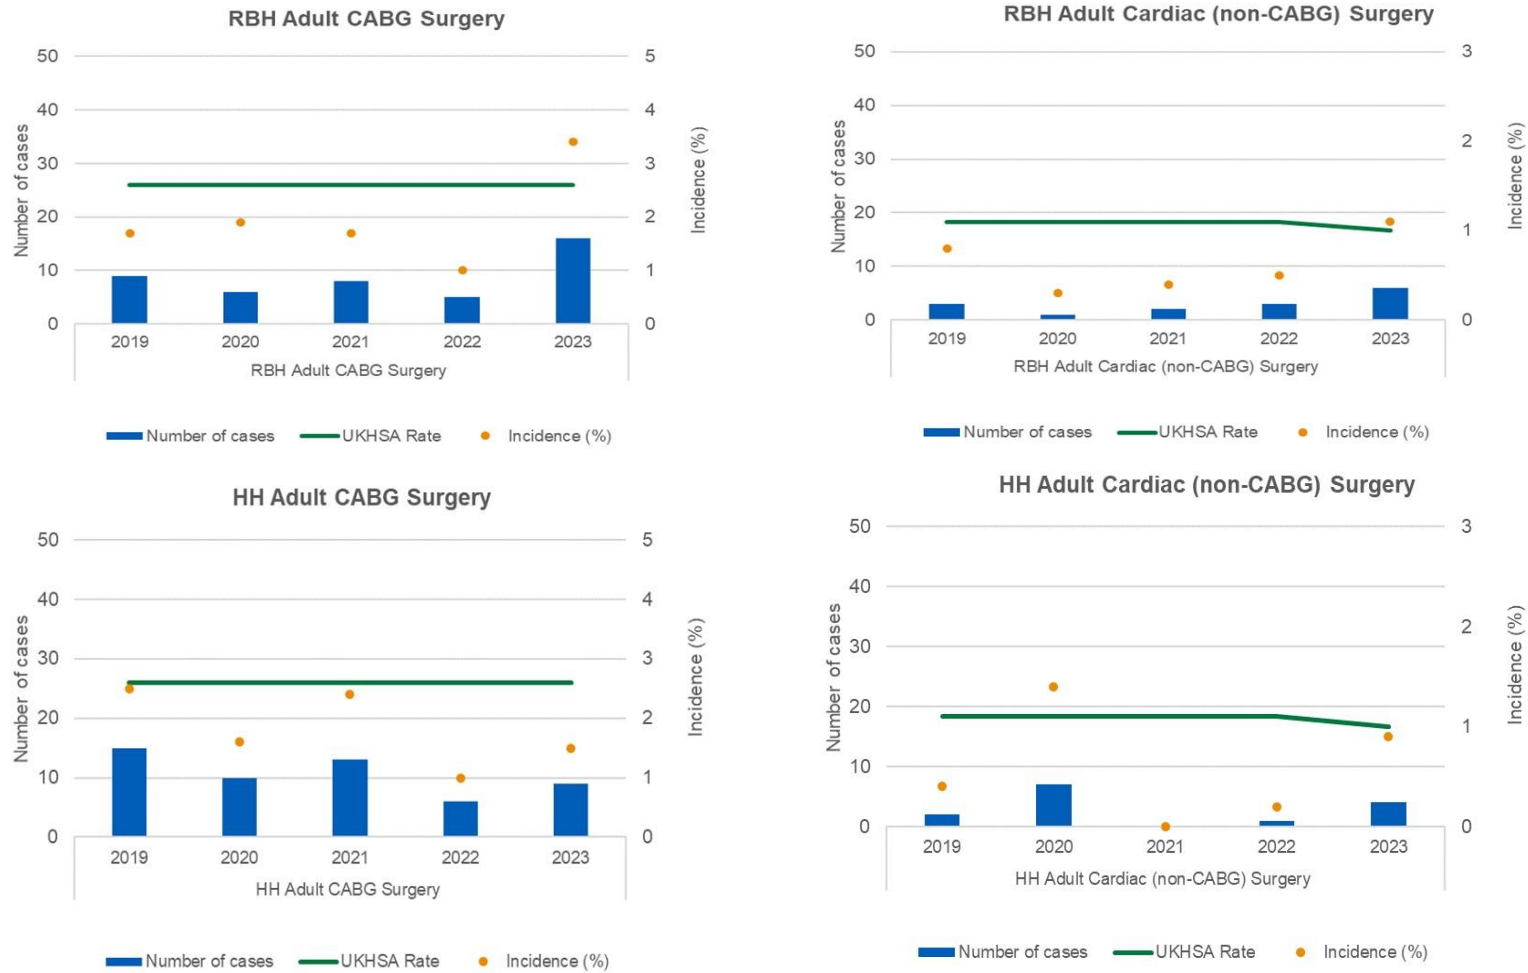 RBH Adult CABG Surgery
50
40
30
20
10
0
5
4
3
2
1
0
Number of cases
Incidence (%)
2019 2020 2021 2022 2023
RBH Adult CABG Surgery
Number of cases UKHSA Rate Incidence (%)
RBH Adult Cardiac (non-CABG) Surgery
50
40
30
20
10
0
3
2
1
0
Number of cases
Incidence (%)
2019 2020 2021 2022 2023
RBH Adult Cardiac (non-CABG) Surgery
Number of cases UKHSA Rate Incidence (%)
HH Adult CABG Surgery
50
40
30
20
10
0
5
4
3
2
1
0
Number of cases
Incidence (%)
2019 2020 2021 2022 2023
HH Adult CABG Surgery
Number of cases UKHSA Rate Incidence (%)
HH Adult Cardiac (non-CABG) Surgery
50
40
30
20
10
0
3
2
1
0
Number of cases
Incidence (%)
2019 2020 2021 2022 2023
HH Adult Cardiac (non-CABG) Surgery
Number of cases UKHSA Rate Incidence (%)